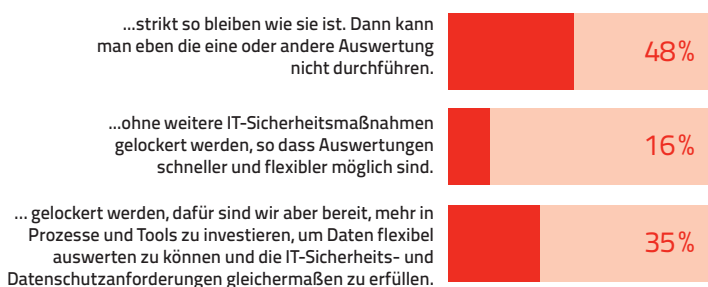 ...strikt so bleiben wie sie ist. Dann kann
man eben die eine oder andere Auswertung
nicht durchführen.
48%
...ohne weitere IT-Sicherheitsmaßnahmen
gelockert werden, so dass Auswertungen
schneller und flexibler möglich sind.
16%
... gelockert werden, dafür sind wir aber bereit, mehr in
Prozesse und Tools zu investieren, um Daten flexibel
auswerten zu können und die IT-Sicherheits- und
Datenschutzanforderungen gleichermaßen zu erfüllen.
35%